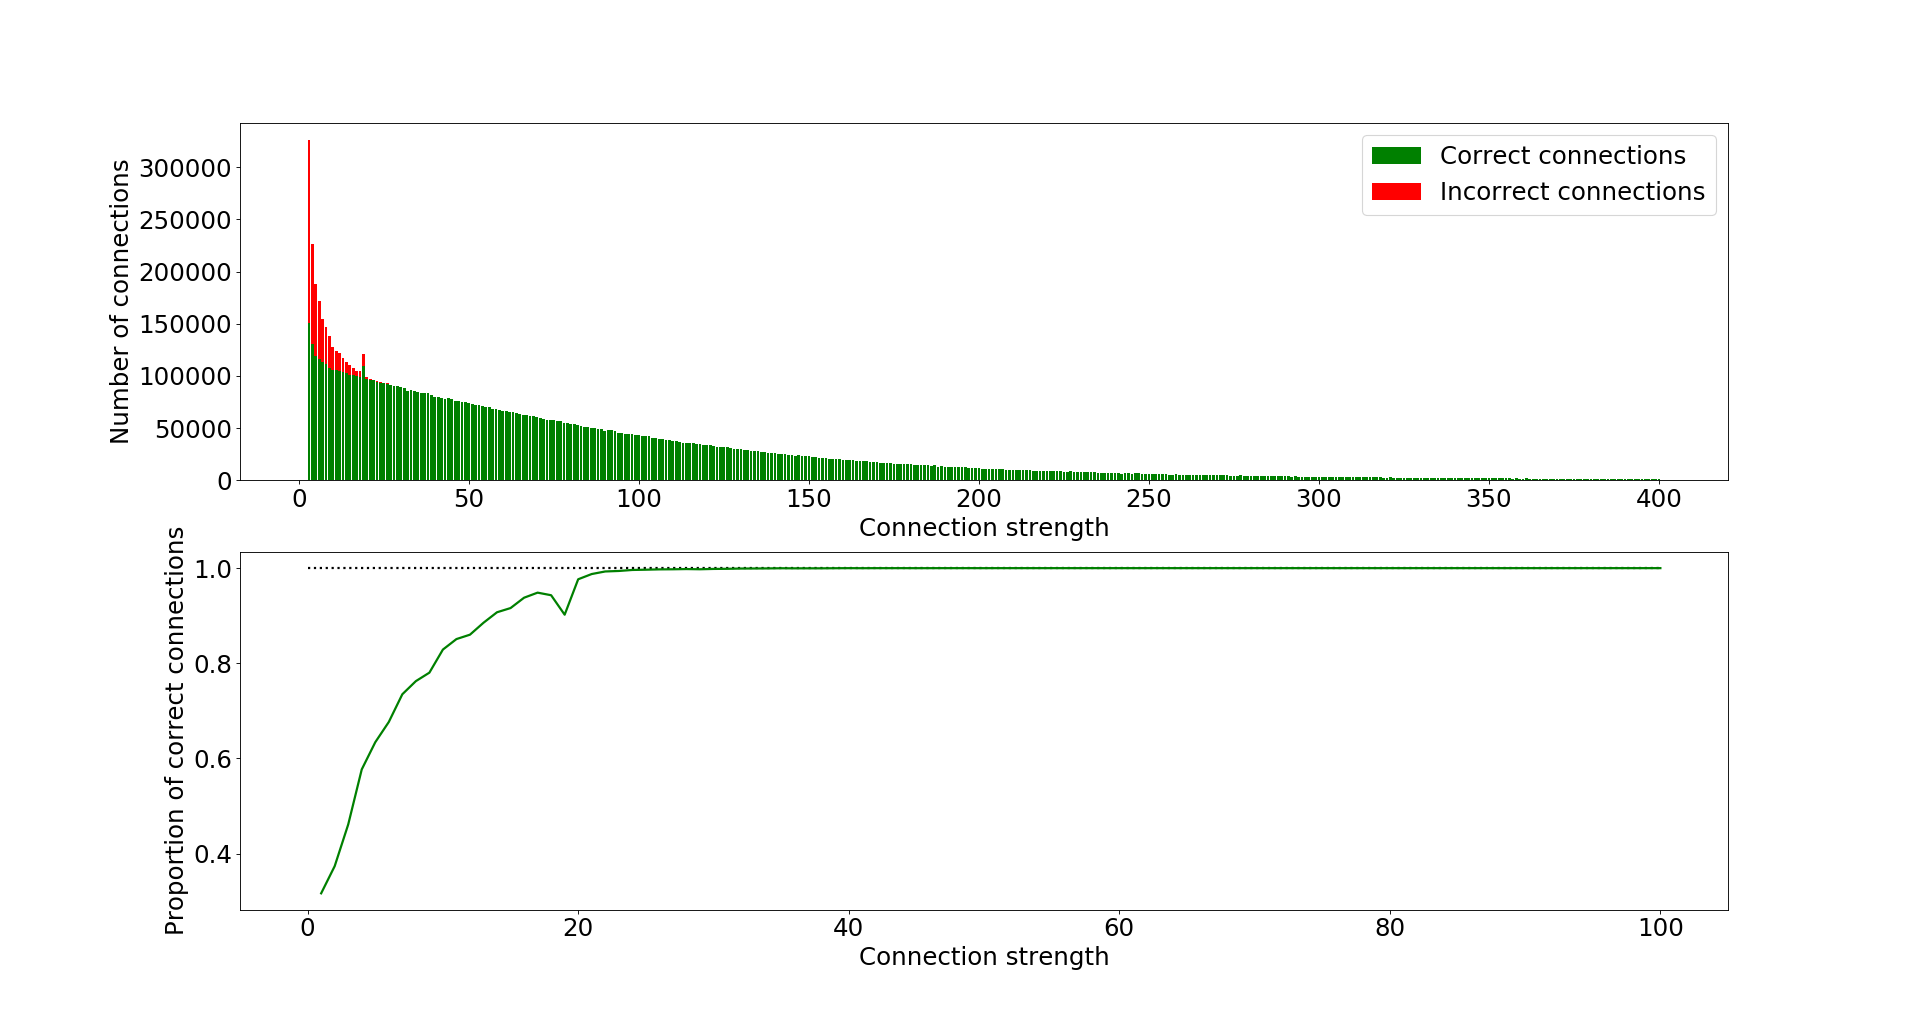 Number of connections
300000
250000
200000
150000
100000
50000
0
Correct connections
Incorrect connections
0 50 100 150 200 250 300 350 400
Connection strength
Proportion of correct connections
1.0
0.8
0.6
0.4
0 20 40 60 80 100
Connection strength